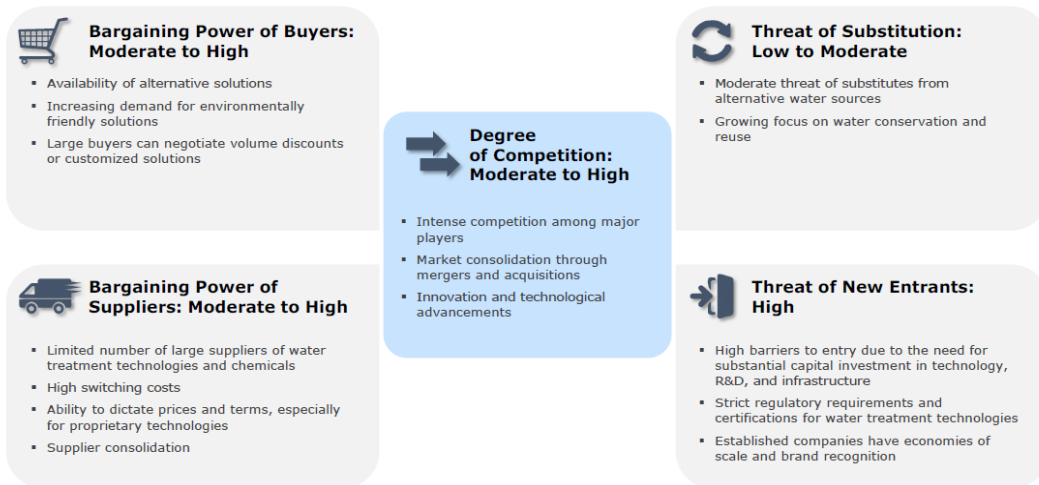 Bargaining Power of Buyers:
Moderate to High
▪ Availability of alternative solutions
▪ Increasing demand for environmentally
friendly solutions
▪ Large buyers can negotiate volume discounts
or customized solutions
Threat of Substitution:
Low to Moderate
▪ Moderate threat of substitutes from
alternative water sources
▪ Growing focus on water conservation and
reuse
Degree
of Competition:
Moderate to High
▪ Intense competition among major
players
▪ Market consolidation through
mergers and acquisitions
▪ Innovation and technological
advancements
Bargaining Power of
Suppliers: Moderate to High
▪ Limited number of large suppliers of water
treatment technologies and chemicals
▪ High switching costs
▪ Ability to dictate prices and terms, especially
for proprietary technologies
▪ Supplier consolidation
Threat of New Entrants:
High
▪ High barriers to entry due to the need for
substantial capital investment in technology,
R&D, and infrastructure
▪ Strict regulatory requirements and
certifications for water treatment technologies
▪ Established companies have economies of
scale and brand recognition